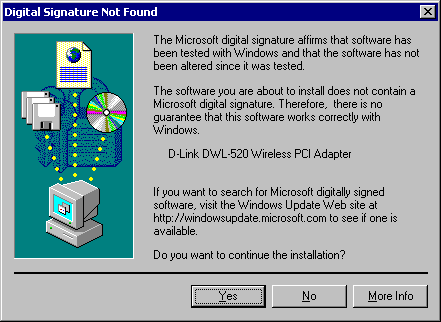 Digital Signature Not Found
The Microsoft digital signature affirms that software has
been tested with Windows and that the software has not
been altered since it was tested.
The software you are about to install does not contain a
Microsoft digital signature. Therefore, there is no
guarantee that this software works correctly with
Windows.
D-Link DWL-520 Wireless PCI Adapter
If you want to search for Microsoft digitally signed
software, visit the Windows Update Web site at
http://windowsupdate.microsoft.com to see if one is
available.
Do you want to continue the installation?
Yes No More Info